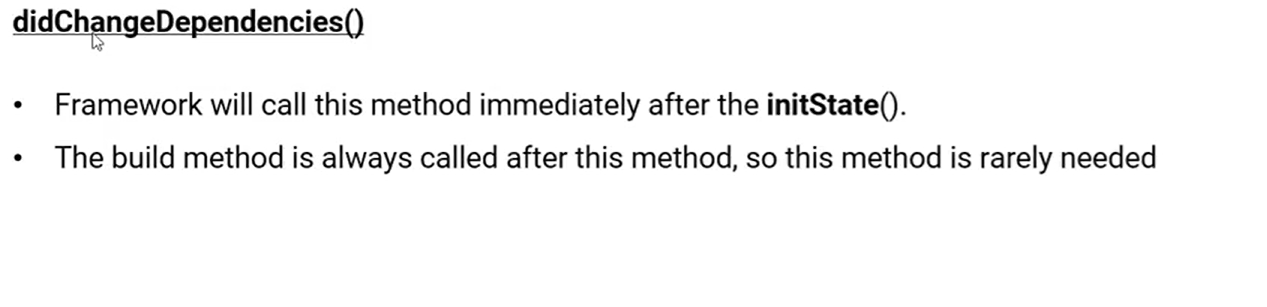 didChangeDependencies()
• Framework will call this method immediately after the initState().
• The build method is always called after this method, so this method is rarely needed